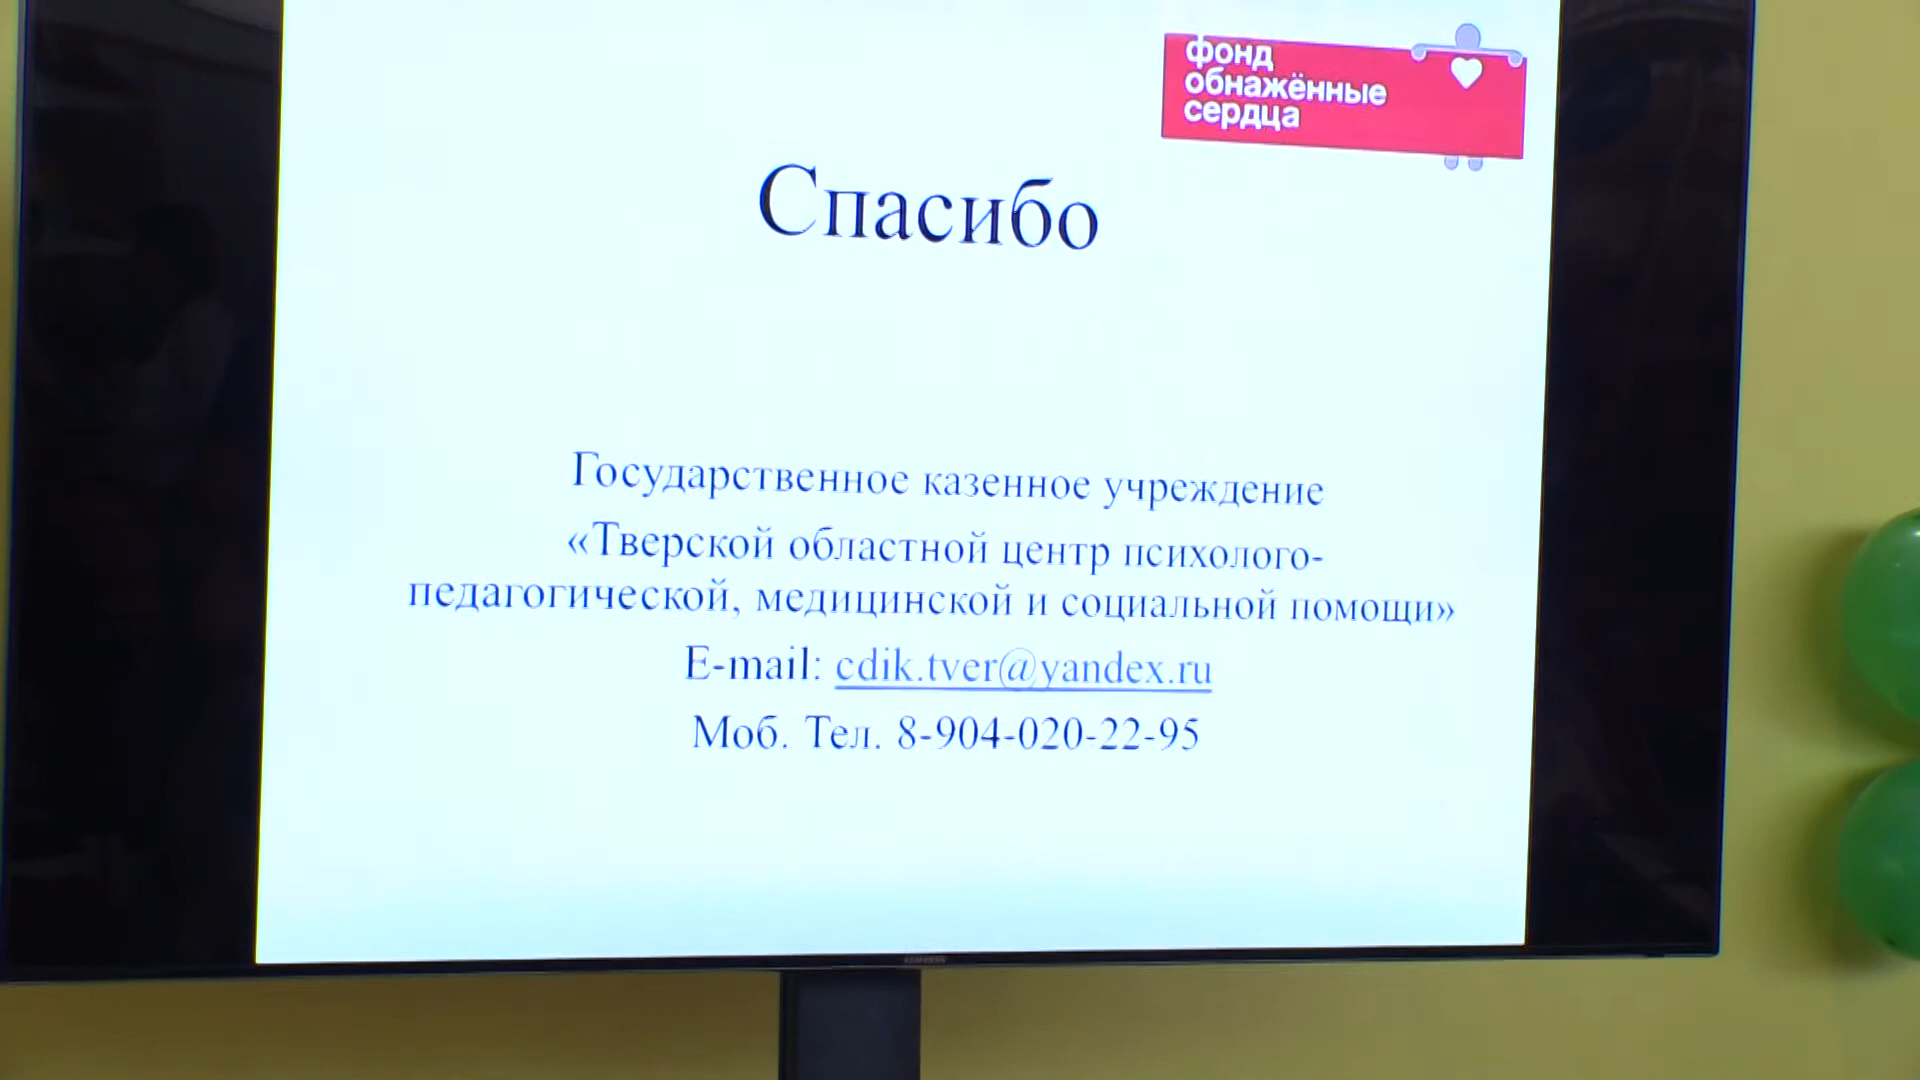 фонд
обнажённые
сердца
Спасибо
Государственное казенное учреждение
«Тверской областной центр психолого-
педагогической, медицинской и социальной помощи»
E-mail: cdik.tver@yandex.ru
Моб. Тел. 8-904-020-22-95